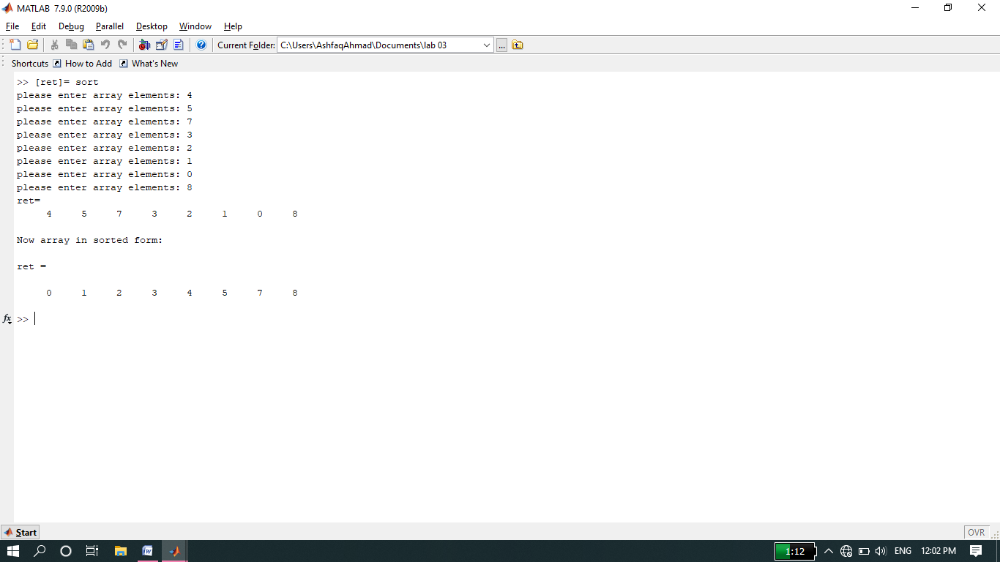 MATLAB 7.9.0 (R2009b)
File Edit Debug Parallel Desktop Window Help
Current Folder: C:\Users\AshfaqAhmad\Documents\lab 03 ...
Shortcuts How to Add What's New
>> [ret]= sort
please enter array elements: 4
please enter array elements: 5
please enter array elements: 7
please enter array elements: 3
please enter array elements: 2
please enter array elements: 1
please enter array elements: 0
please enter array elements: 8
ret=
4 5 7 3 2 1 0 8
Now array in sorted form:
ret =
0 1 2 3 4 5 7 8
fx >>
Start OVR
1:12 ENG 12:02 PM